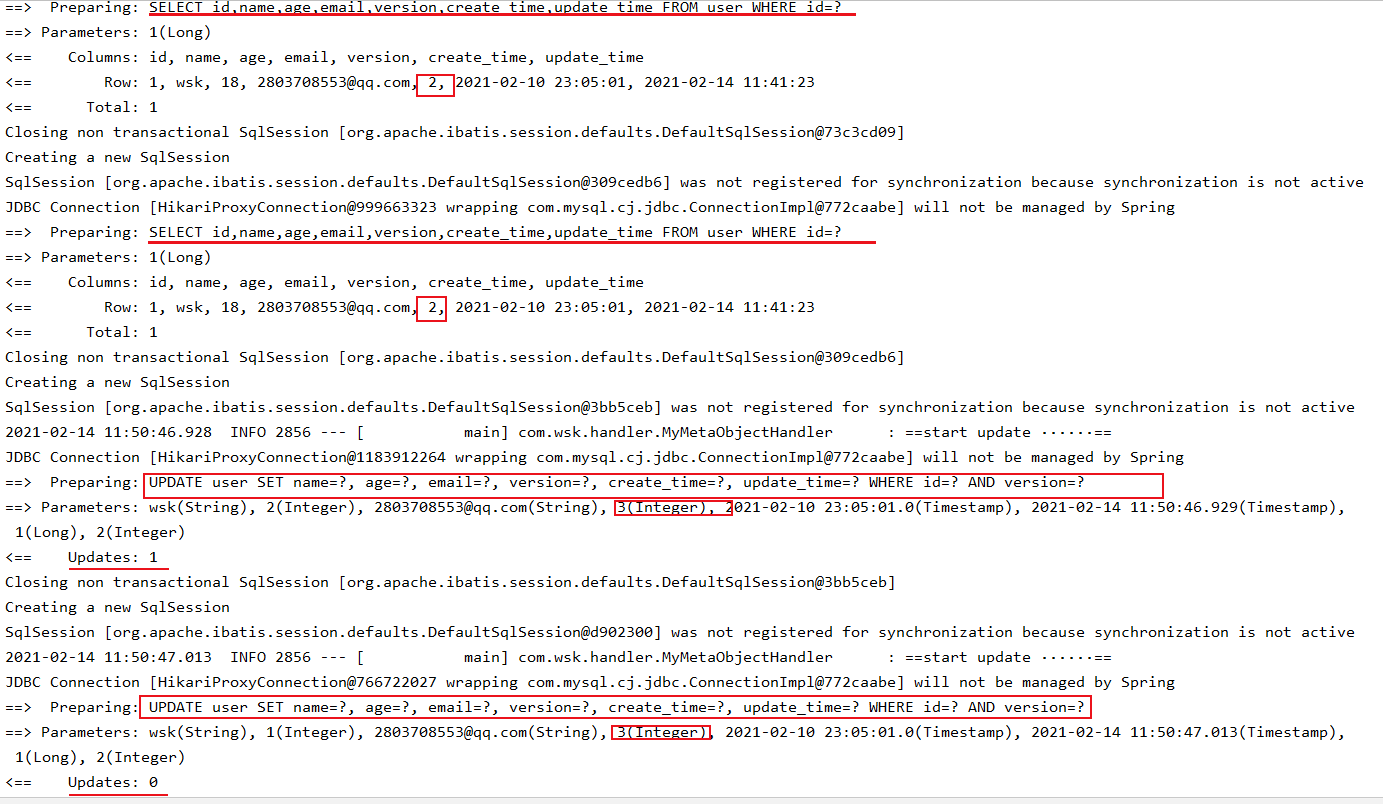 ==>  Preparing: SELECT id,name,age,email,version,create_time,update_time FROM user WHERE id=?
==> Parameters: 1(Long)
<==    Columns: id, name, age, email, version, create_time, update_time
<==        Row: 1, wsk, 18, 2803708553@qq.com, 2, 2021-02-10 23:05:01, 2021-02-14 11:41:23
<==      Total: 1
Closing non transactional SqlSession [org.apache.ibatis.session.defaults.DefaultSqlSession@73c3cd09]
Creating a new SqlSession
SqlSession [org.apache.ibatis.session.defaults.DefaultSqlSession@309cedb6] was not registered for synchronization because synchronization is not active
JDBC Connection [HikariProxyConnection@999663323 wrapping com.mysql.cj.jdbc.ConnectionImpl@772caabe] will not be managed by Spring
==>  Preparing: SELECT id,name,age,email,version,create_time,update_time FROM user WHERE id=?
==> Parameters: 1(Long)
<==    Columns: id, name, age, email, version, create_time, update_time
<==        Row: 1, wsk, 18, 2803708553@qq.com, 2, 2021-02-10 23:05:01, 2021-02-14 11:41:23
<==      Total: 1
Closing non transactional SqlSession [org.apache.ibatis.session.defaults.DefaultSqlSession@309cedb6]
Creating a new SqlSession
SqlSession [org.apache.ibatis.session.defaults.DefaultSqlSession@3bb5ceb] was not registered for synchronization because synchronization is not active
2021-02-14 11:50:46.928  INFO 2856 --- [           main] com.wsk.handler.MyMetaObjectHandler      : ==start update ······==
JDBC Connection [HikariProxyConnection@1183912264 wrapping com.mysql.cj.jdbc.ConnectionImpl@772caabe] will not be managed by Spring
==>  Preparing: UPDATE user SET name=?, age=?, email=?, version=?, create_time=?, update_time=? WHERE id=? AND version=?
==> Parameters: wsk(String), 2(Integer), 2803708553@qq.com(String), 3(Integer), 2021-02-10 23:05:01.0(Timestamp), 2021-02-14 11:50:46.929(Timestamp),
1(Long), 2(Integer)
<==    Updates: 1
Closing non transactional SqlSession [org.apache.ibatis.session.defaults.DefaultSqlSession@3bb5ceb]
Creating a new SqlSession
SqlSession [org.apache.ibatis.session.defaults.DefaultSqlSession@d902300] was not registered for synchronization because synchronization is not active
2021-02-14 11:50:47.013  INFO 2856 --- [           main] com.wsk.handler.MyMetaObjectHandler      : ==start update ······==
JDBC Connection [HikariProxyConnection@766722027 wrapping com.mysql.cj.jdbc.ConnectionImpl@772caabe] will not be managed by Spring
==>  Preparing: UPDATE user SET name=?, age=?, email=?, version=?, create_time=?, update_time=? WHERE id=? AND version=?
==> Parameters: wsk(String), 1(Integer), 2803708553@qq.com(String), 3(Integer), 2021-02-10 23:05:01.0(Timestamp), 2021-02-14 11:50:47.013(Timestamp),
1(Long), 2(Integer)
<==    Updates: 0